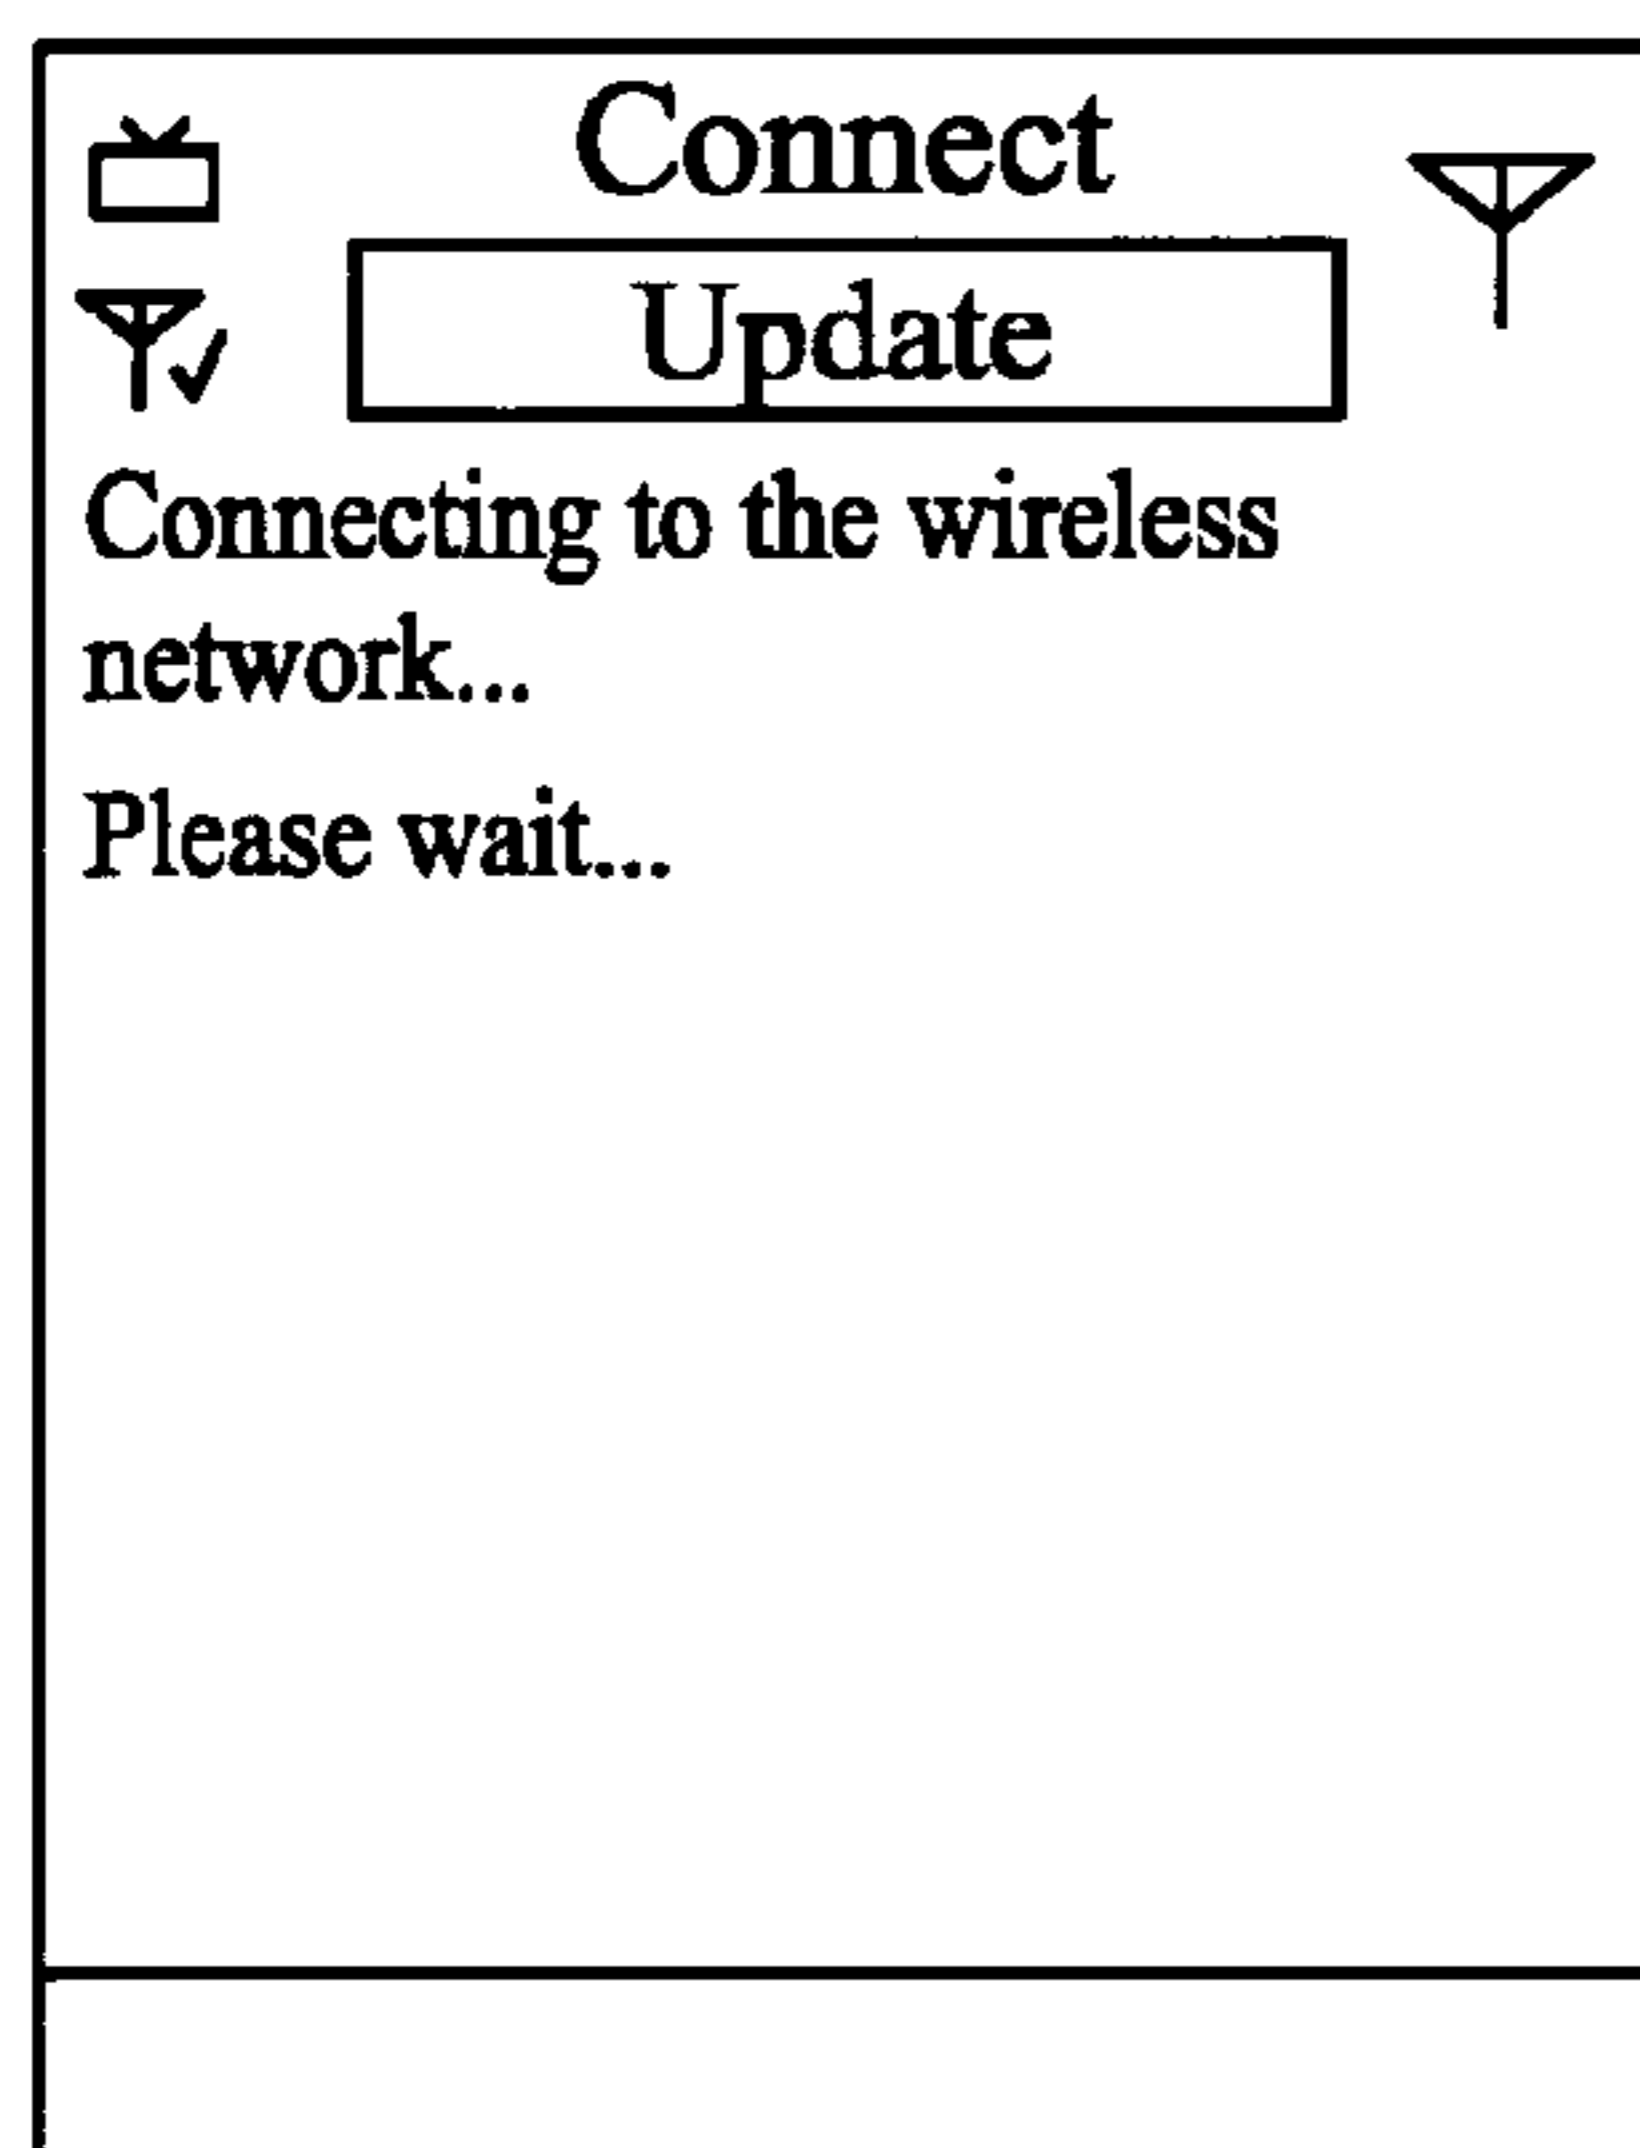 Connect
Update
Connecting to the wireless
network...
Please wait...